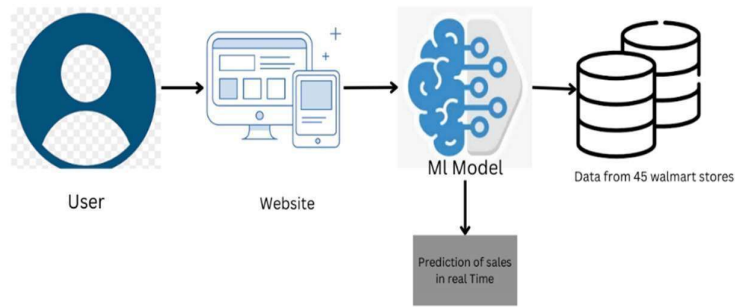 User
Website
Ml Model
Data from 45 walmart stores
Prediction of sales
in real Time